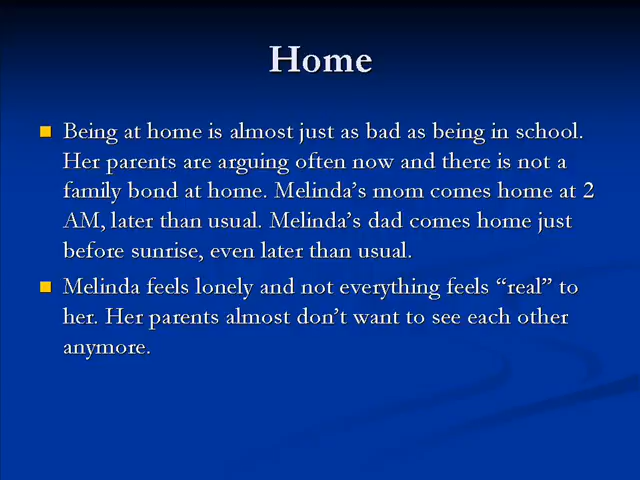 Home
Being at home is almost just as bad as being in school.
Her parents are arguing often now and there is not a
family bond at home. Melinda’s mom comes home at 2
AM, later than usual. Melinda’s dad comes home just
before sunrise, even later than usual.
Melinda feels lonely and not everything feels “real” to
her. Her parents almost don’t want to see each other
anymore.